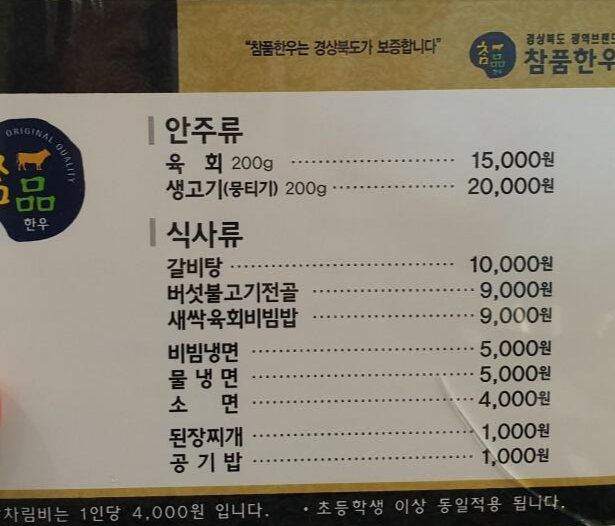 "참품한우는 경상북도가 보증합니다"
경상북도 광역브랜드
참품한우
ORIGINAL QUALITY
참품
한우
안주류
육 회 200g ························ 15,000원
생고기(뭉티기) 200g ·················· 20,000원
식사류
갈비탕 ································ 10,000원
버섯불고기전골 ························ 9,000원
새싹육회비빔밥 ························ 9,000원
비빔냉면 ······························ 5,000원
물 냉 면 ······························ 5,000원
소 면 ······························ 4,000원
된장찌개 ······························ 1,000원
공 기 밥 ······························ 1,000원
차림비는 1인당 4,000원 입니다. · 초등학생 이상 동일적용 됩니다.